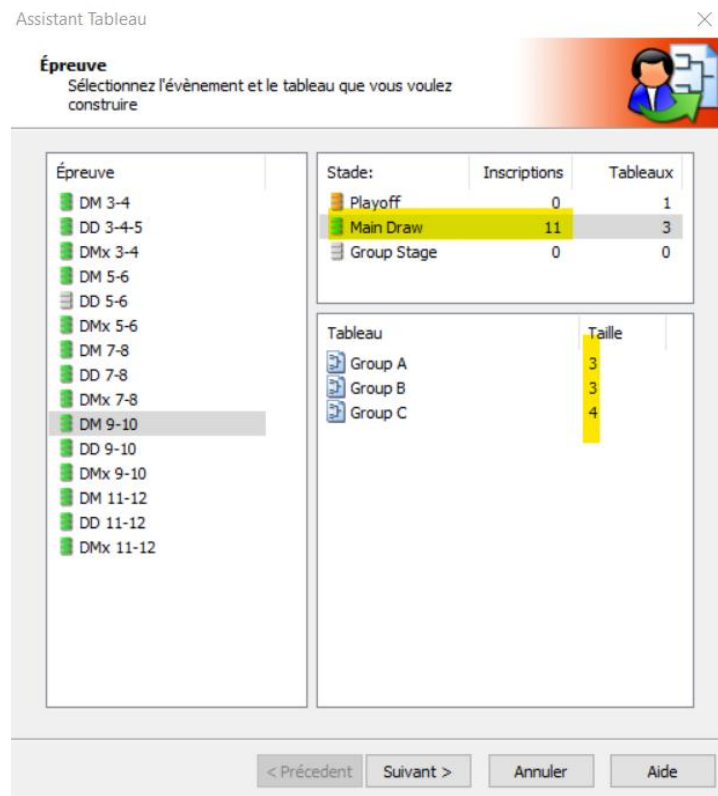 Assistant Tableau
Épreuve
Sélectionnez l'évènement et le tableau que vous voulez
construire
Épreuve
DM 3-4
DD 3-4-5
DMx 3-4
DM 5-6
DD 5-6
DMx 5-6
DM 7-8
DD 7-8
DMx 7-8
DM 9-10
DD 9-10
DMx 9-10
DM 11-12
DD 11-12
DMx 11-12
Stade: Inscriptions Tableaux
Playoff 0 1
Main Draw 11 3
Group Stage 0 0
Tableau Taille
Group A 3
Group B 3
Group C 4
< Précedent Suivant > Annuler Aide